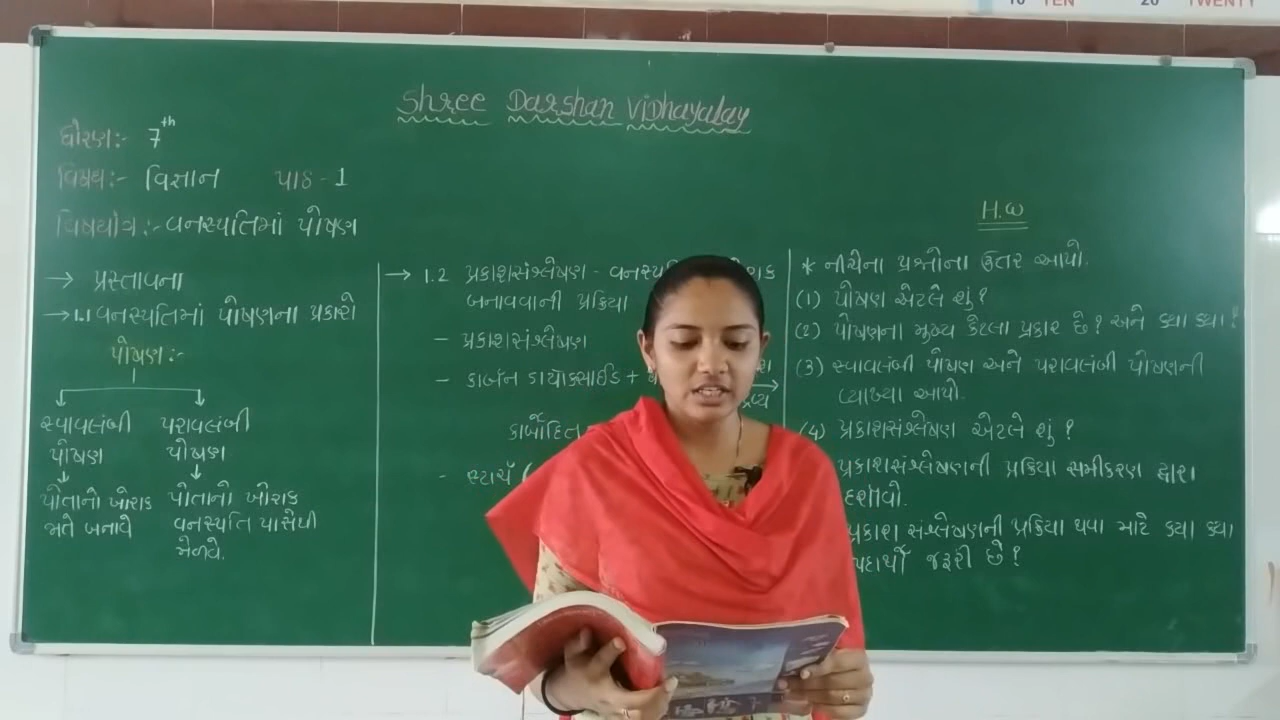 10 TEN 20 TWENTY
Shree Darshan Vidhayalay
ધોરણ:- 7th
વિષય:- વિજ્ઞાન પાઠ - 1
વિષયાંગ:- વનસ્પતિમાં પોષણ
→ પ્રસ્તાવના
→ 1.1 વનસ્પતિમાં પોષણના પ્રકારો
પોષણ:-
સ્વાવલંબી પરાવલંબી
પોષણ પોષણ
પોતાનો ખોરાક પોતાનો ખોરાક
જાતે બનાવે વનસ્પતિ પાસેથી
મેળવે.
→ 1.2 પ્રકાશસંશ્લેષણ - વનસ્પ
બનાવવાની પ્રક્રિયા
- પ્રકાશસંશ્લેષણ
- કાર્બન ડાયોક્સાઈડ +
કાર્બોદિત
- સ્ટાર્ચ (
H.W
* નીચેના પ્રશ્નોના ઉતર આપો.
(1) પોષણ એટલે શું?
(2) પોષણના મુખ્ય કેટલા પ્રકાર છે? અને ક્યા ક્યા?
(3) સ્વાવલંબી પોષણ અને પરાવલંબી પોષણની
વ્યાખ્યા આપો.
(4) પ્રકાશસંશ્લેષણ એટલે શું?
પ્રકાશસંશ્લેષણની પ્રક્રિયા સમીકરણ દ્વારા
દર્શાવો.
પ્રકાશ સંશ્લેષણની પ્રક્રિયા થવા માટે ક્યા ક્યા
પદાર્થો જરૂરી છે?